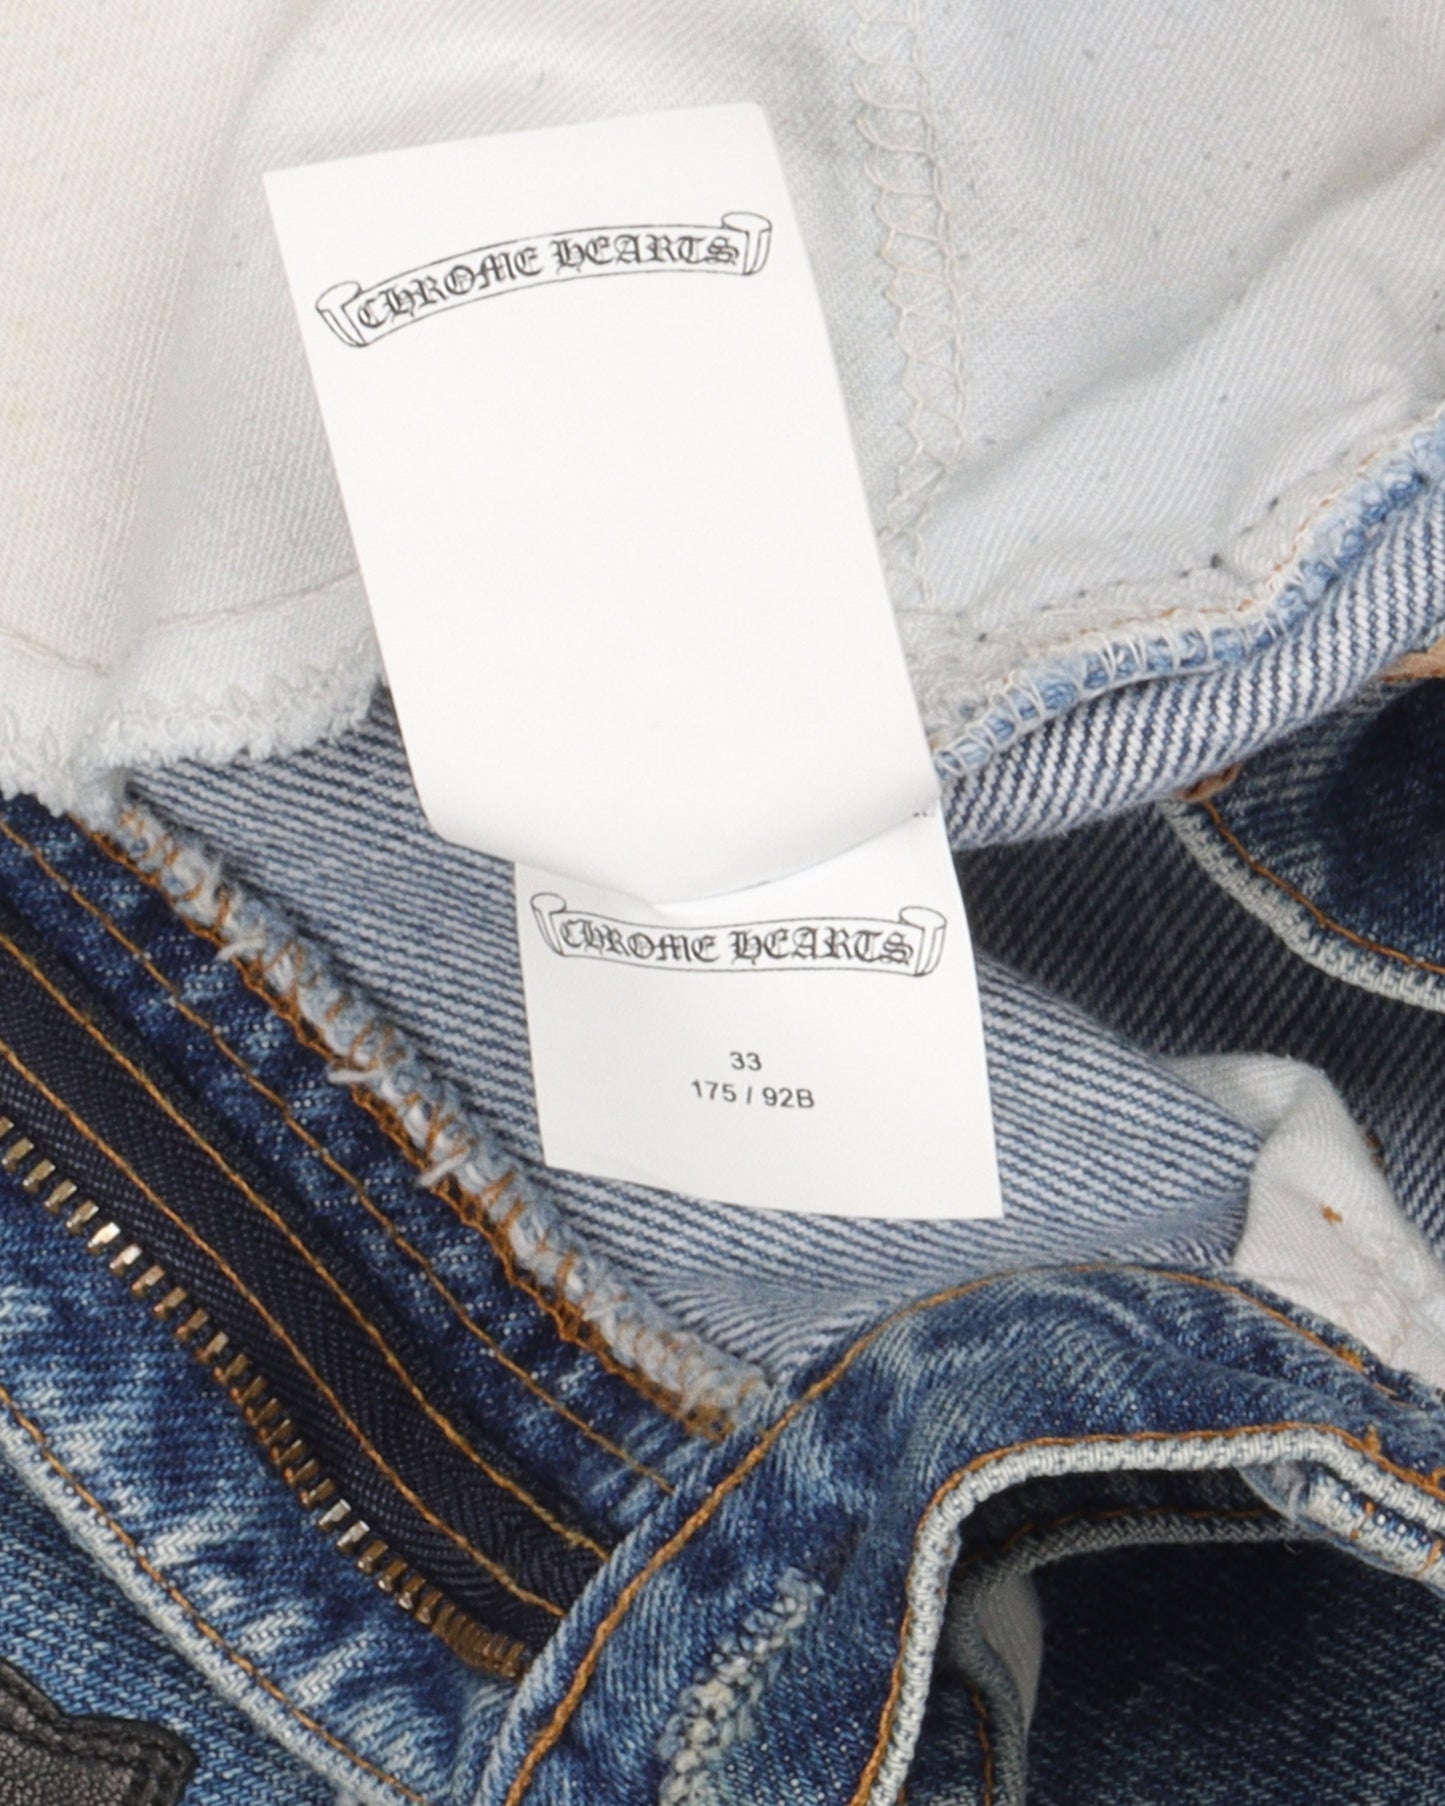 CHROME HEARTS
CHROME HEARTS
33
175 / 92B